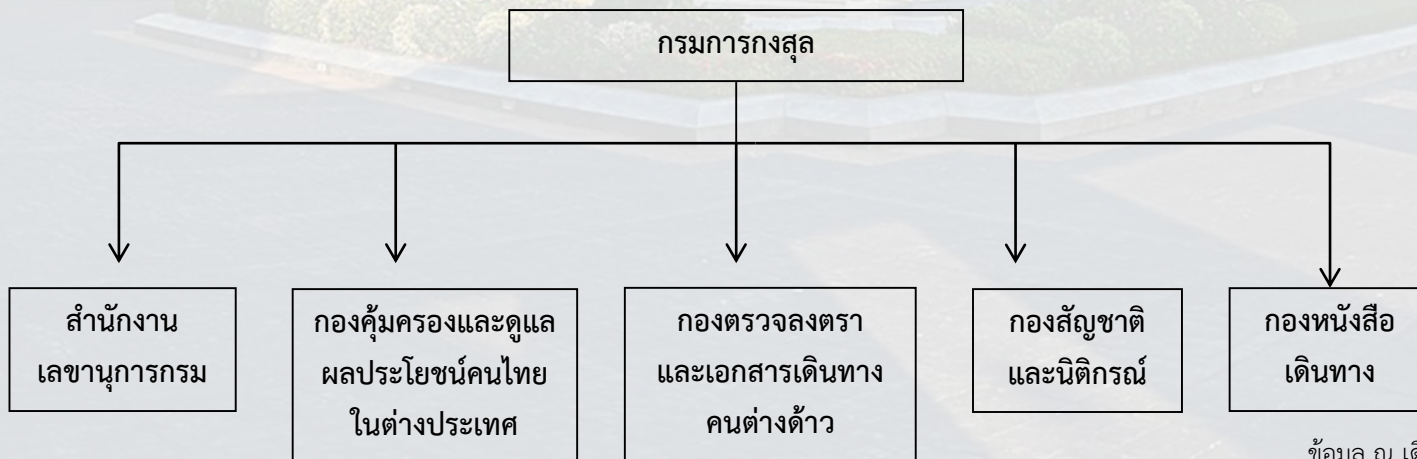 กรมการกงสุล
สำนักงาน
เลขานุการกรม
กองคุ้มครองและดูแล
ผลประโยชน์คนไทย
ในต่างประเทศ
กองตรวจลงตรา
และเอกสารเดินทาง
คนต่างด้าว
กองสัญชาติ
และนิติกรณ์
กองหนังสือ
เดินทาง
ข้อมูล ณ